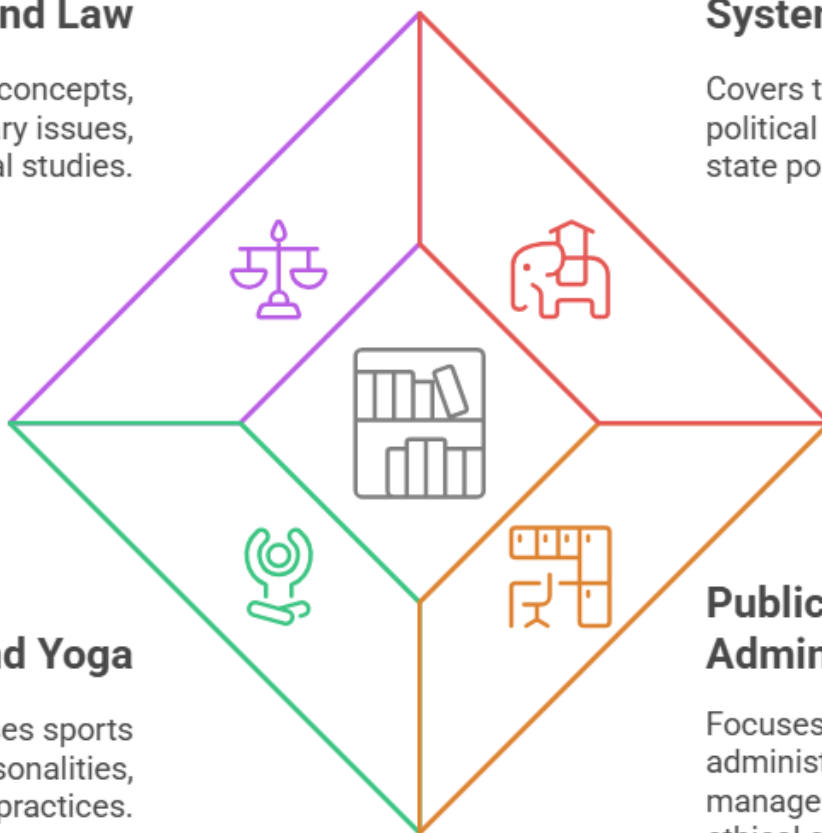 nd Law
concepts,
ry issues,
l studies.
System
Covers t
political
state po
d Yoga
es sports
sonalities,
practices.
Public
Admin
Focuses
administ
manage